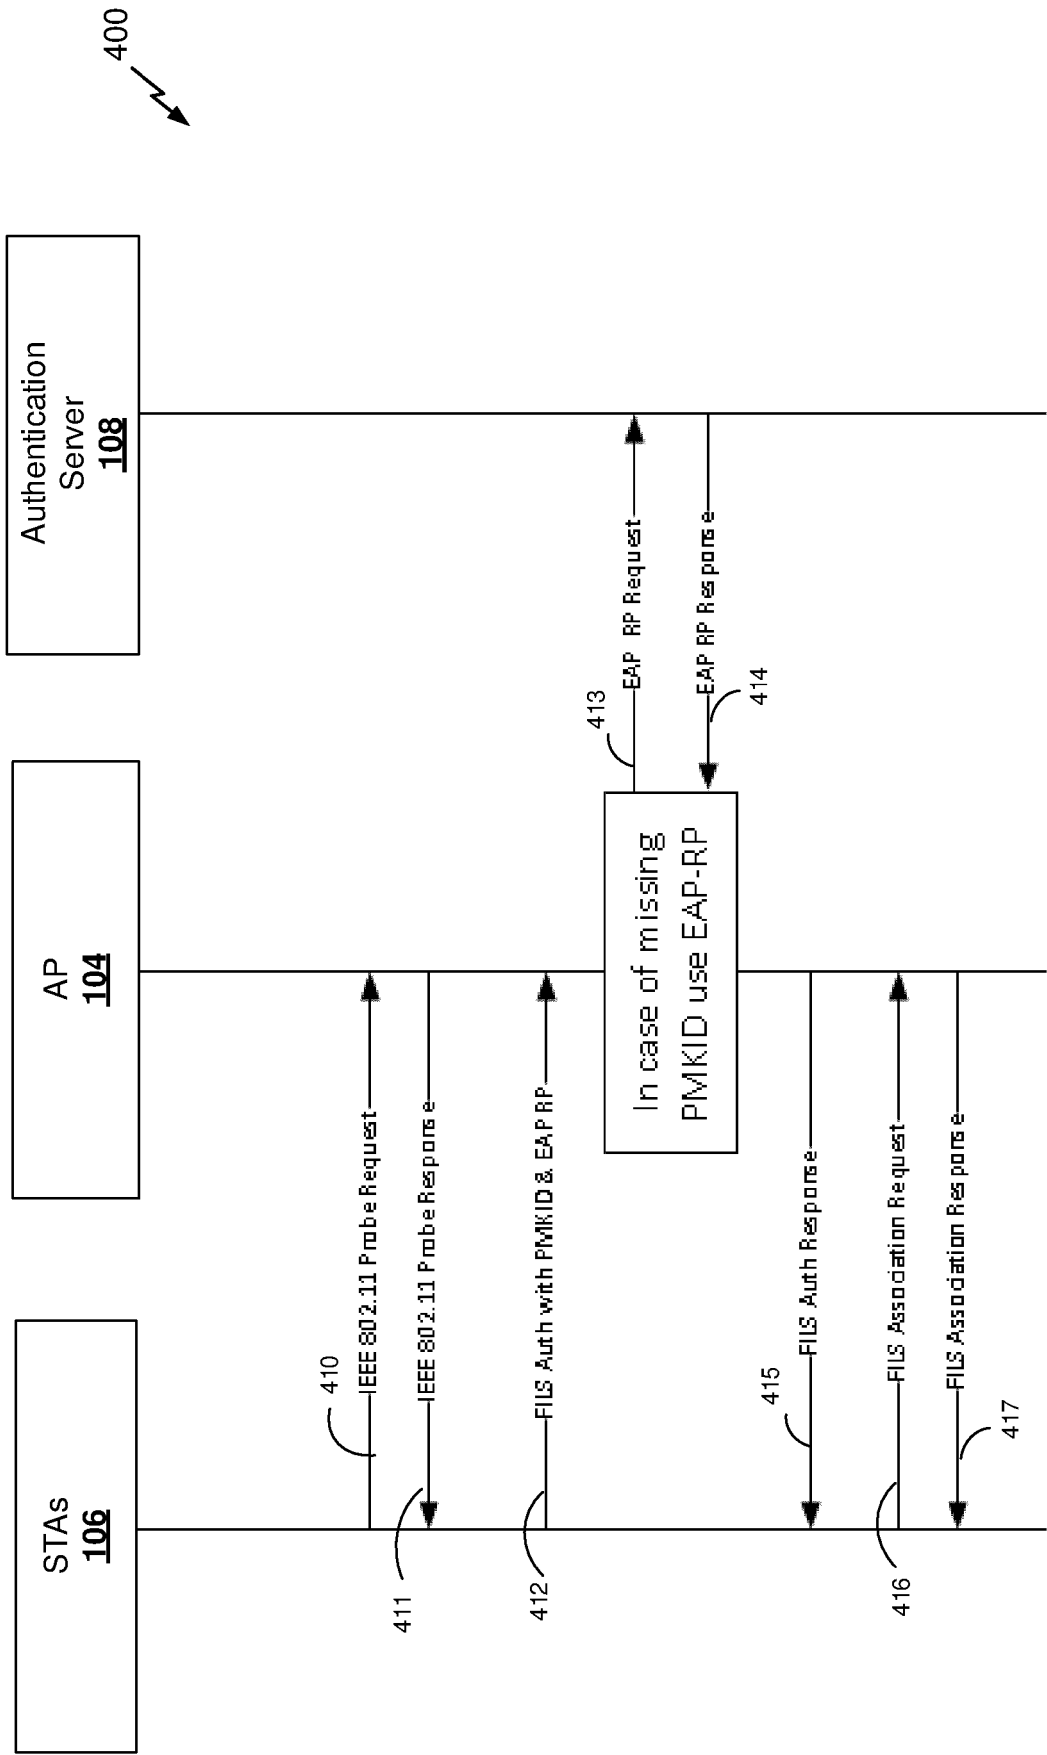 400
STAs
106
AP
104
Authentication
Server
108
410
IEEE 802.11 Probe Request
411
IEEE 802.11 Probe Response
412
FILS Auth with PMKID & EAP RP
In case of missing
PMKID use EAP-RP
413
EAP RP Request
EAP RP Response
414
415
FILS Auth Response
416
FILS Association Request
FILS Association Response
417